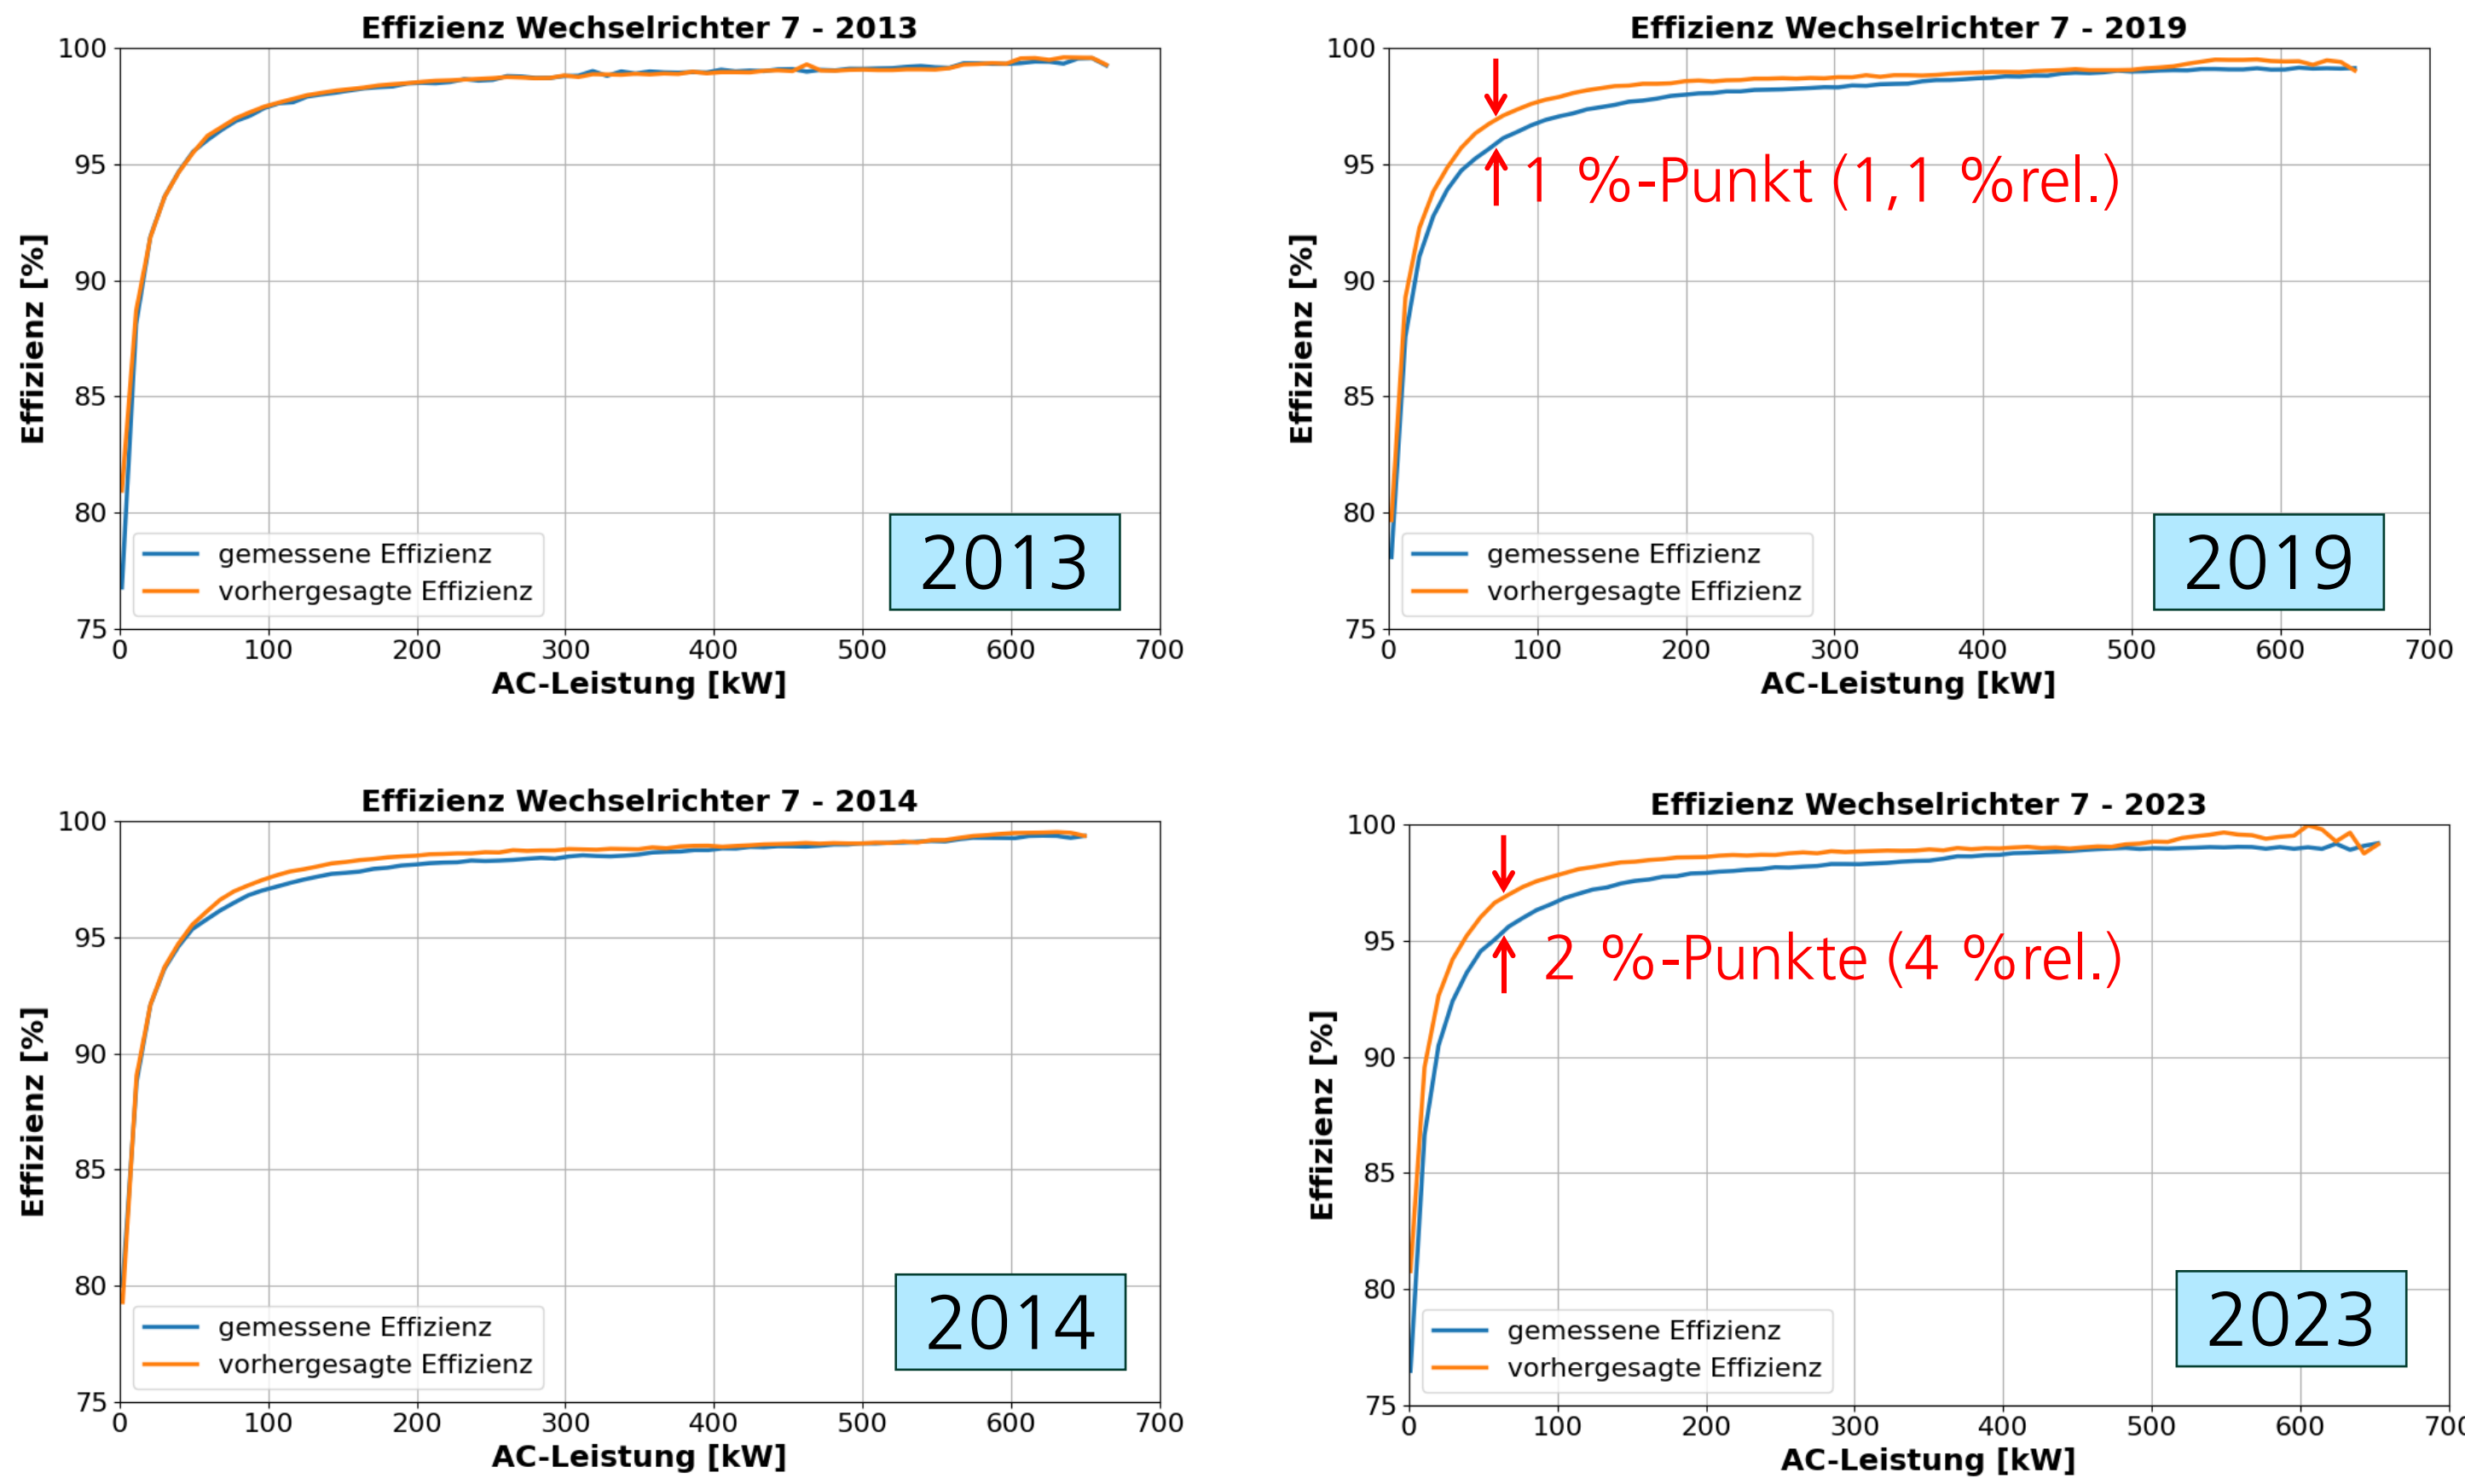 Effizienz Wechselrichter 7 - 2013
Effizienz [%]
100
95
90
85
80
75
0 100 200 300 400 500 600 700
AC-Leistung [kW]
gemessene Effizienz
vorhergesagte Effizienz
2013
Effizienz Wechselrichter 7 - 2019
Effizienz [%]
100
95
90
85
80
75
0 100 200 300 400 500 600 700
AC-Leistung [kW]
1 %-Punkt (1,1 %rel.)
gemessene Effizienz
vorhergesagte Effizienz
2019
Effizienz Wechselrichter 7 - 2014
Effizienz [%]
100
95
90
85
80
75
0 100 200 300 400 500 600 700
AC-Leistung [kW]
gemessene Effizienz
vorhergesagte Effizienz
2014
Effizienz Wechselrichter 7 - 2023
Effizienz [%]
100
95
90
85
80
75
0 100 200 300 400 500 600 700
AC-Leistung [kW]
2 %-Punkte (4 %rel.)
gemessene Effizienz
vorhergesagte Effizienz
2023